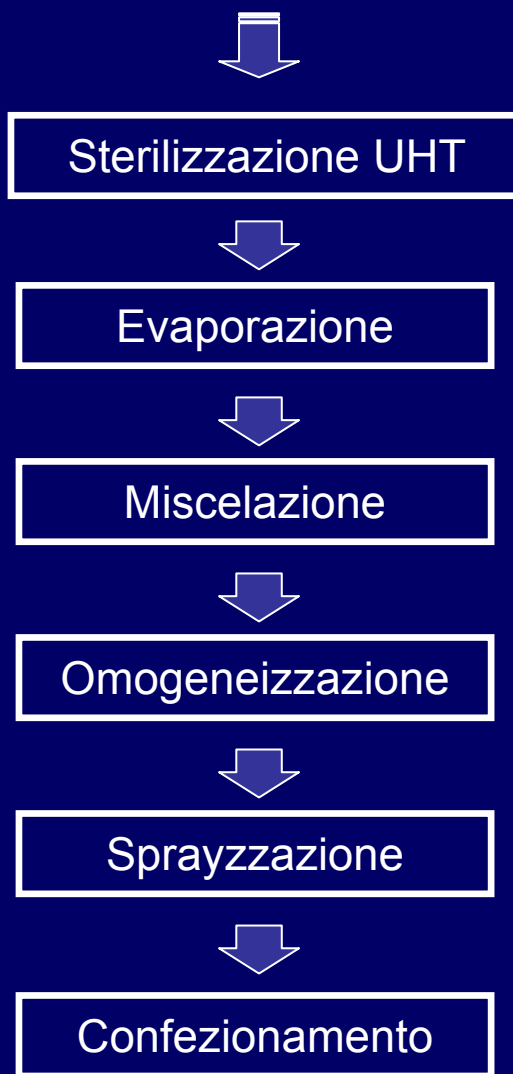 Sterilizzazione UHT
Evaporazione
Miscelazione
Omogeneizzazione
Sprayzzazione
Confezionamento